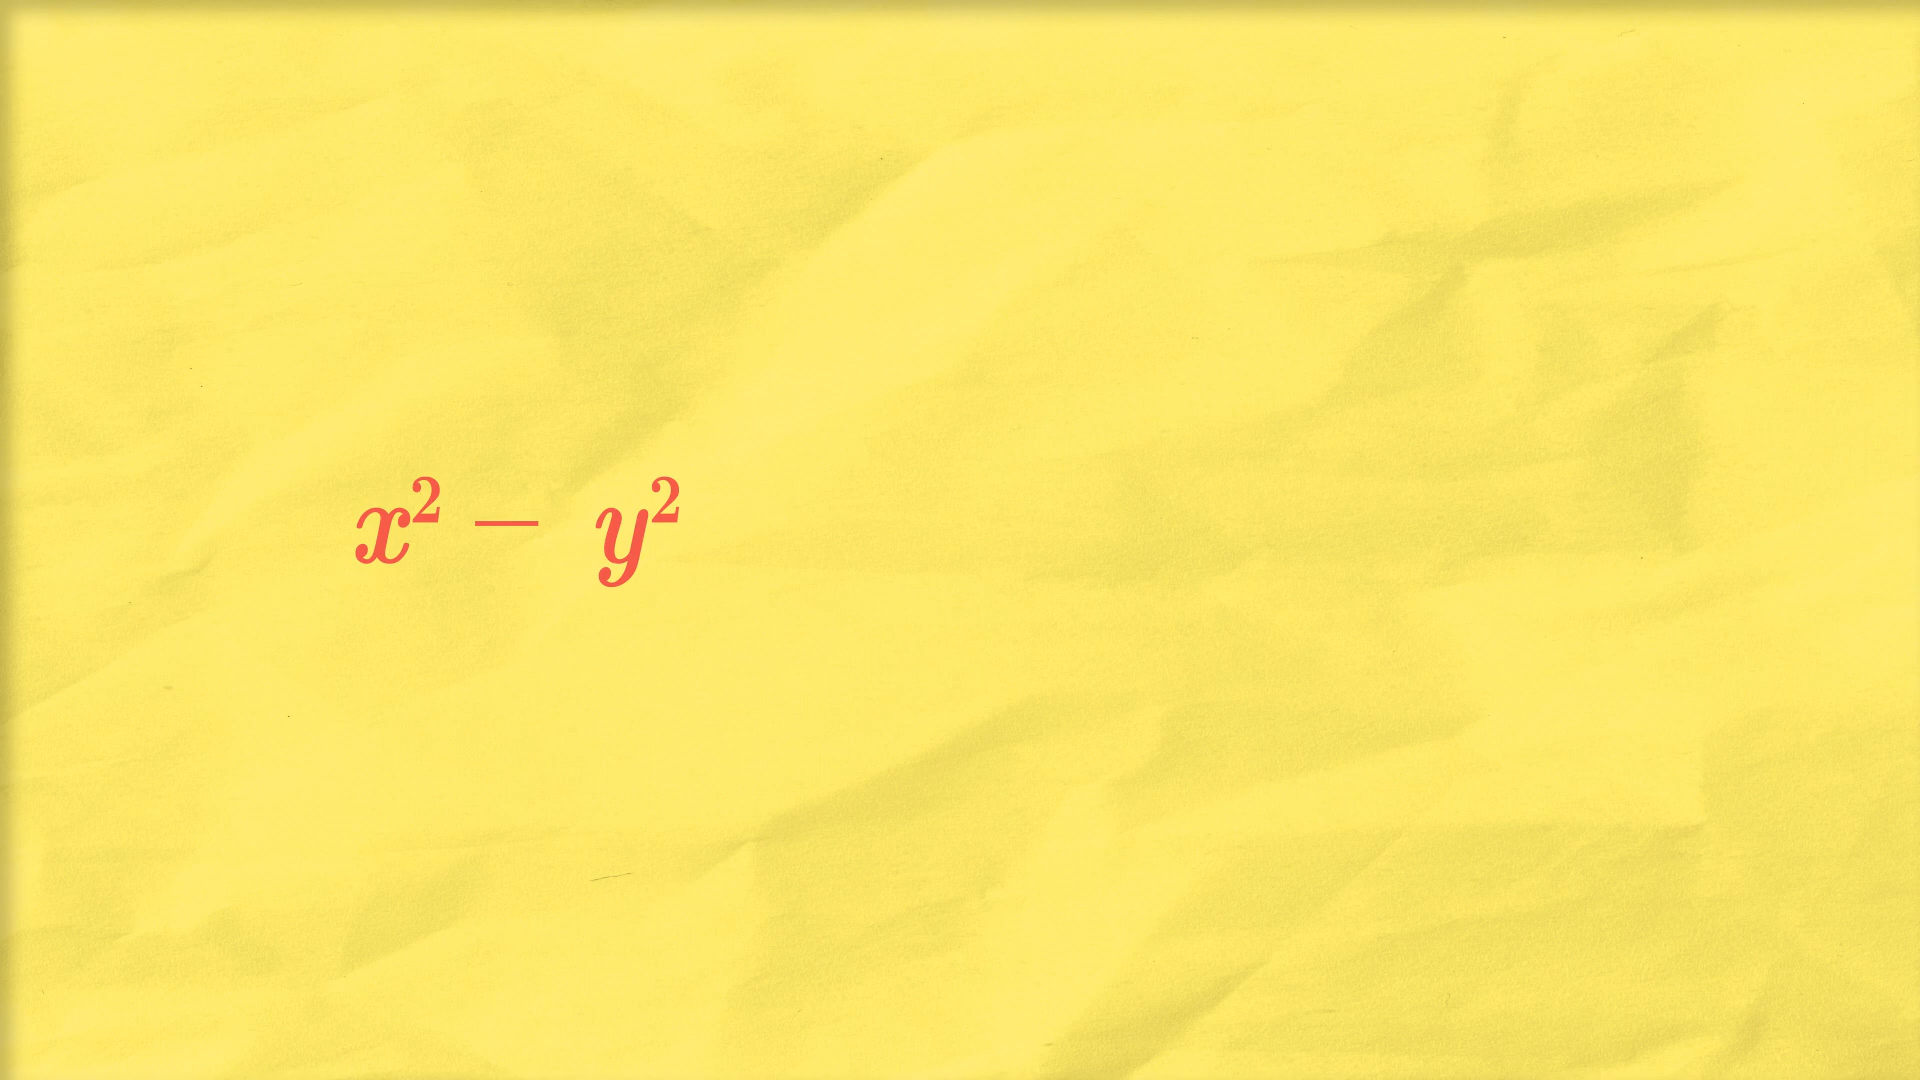 x² − y²